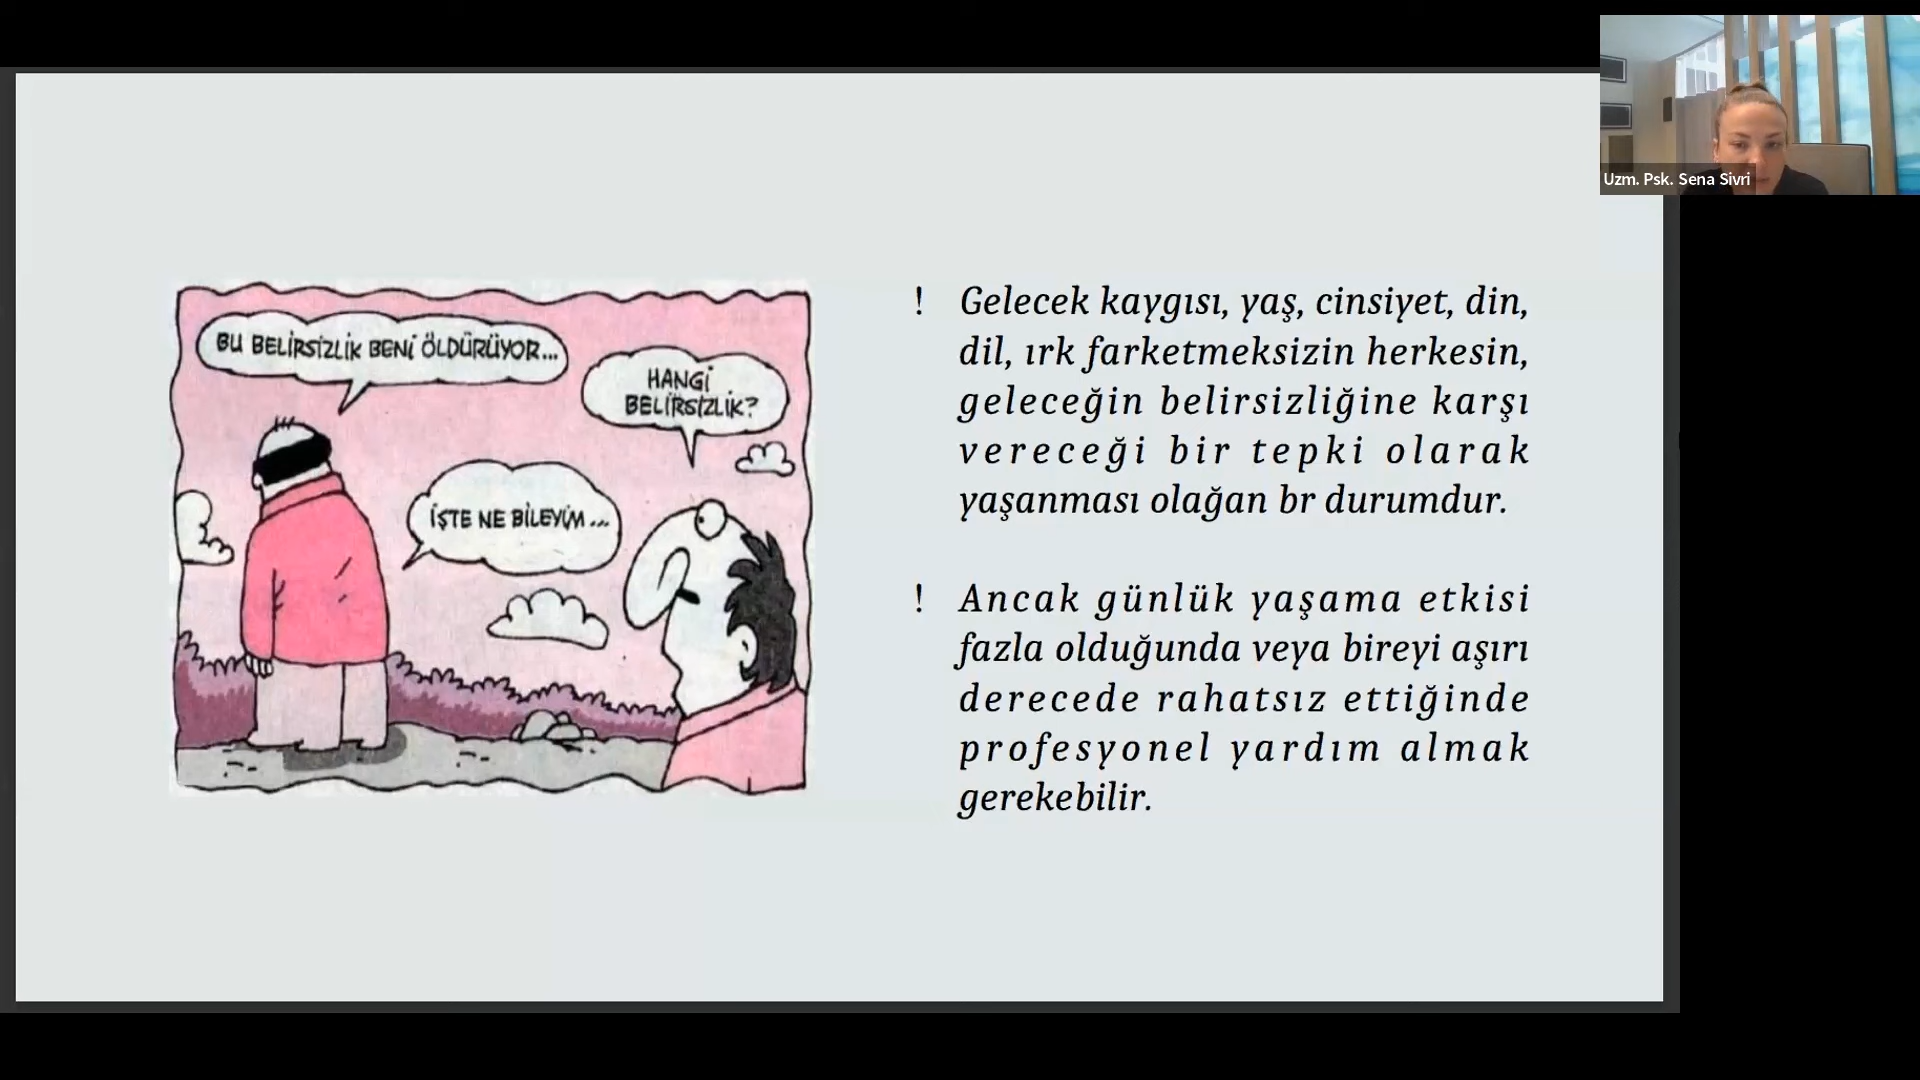 Uzm. Psk. Sena Sivri
BU BELİRSİZLİK BENİ ÖLDÜRÜYOR...
HANGİ
BELİRSİZLİK?
İŞTE NE BİLEYİM...
! Gelecek kaygısı, yaş, cinsiyet, din,
dil, ırk farketmeksizin herkesin,
geleceğin belirsizliğine karşı
vereceği bir tepki olarak
yaşanması olağan br durumdur.
! Ancak günlük yaşama etkisi
fazla olduğunda veya bireyi aşırı
derecede rahatsız ettiğinde
profesyonel yardım almak
gerekebilir.